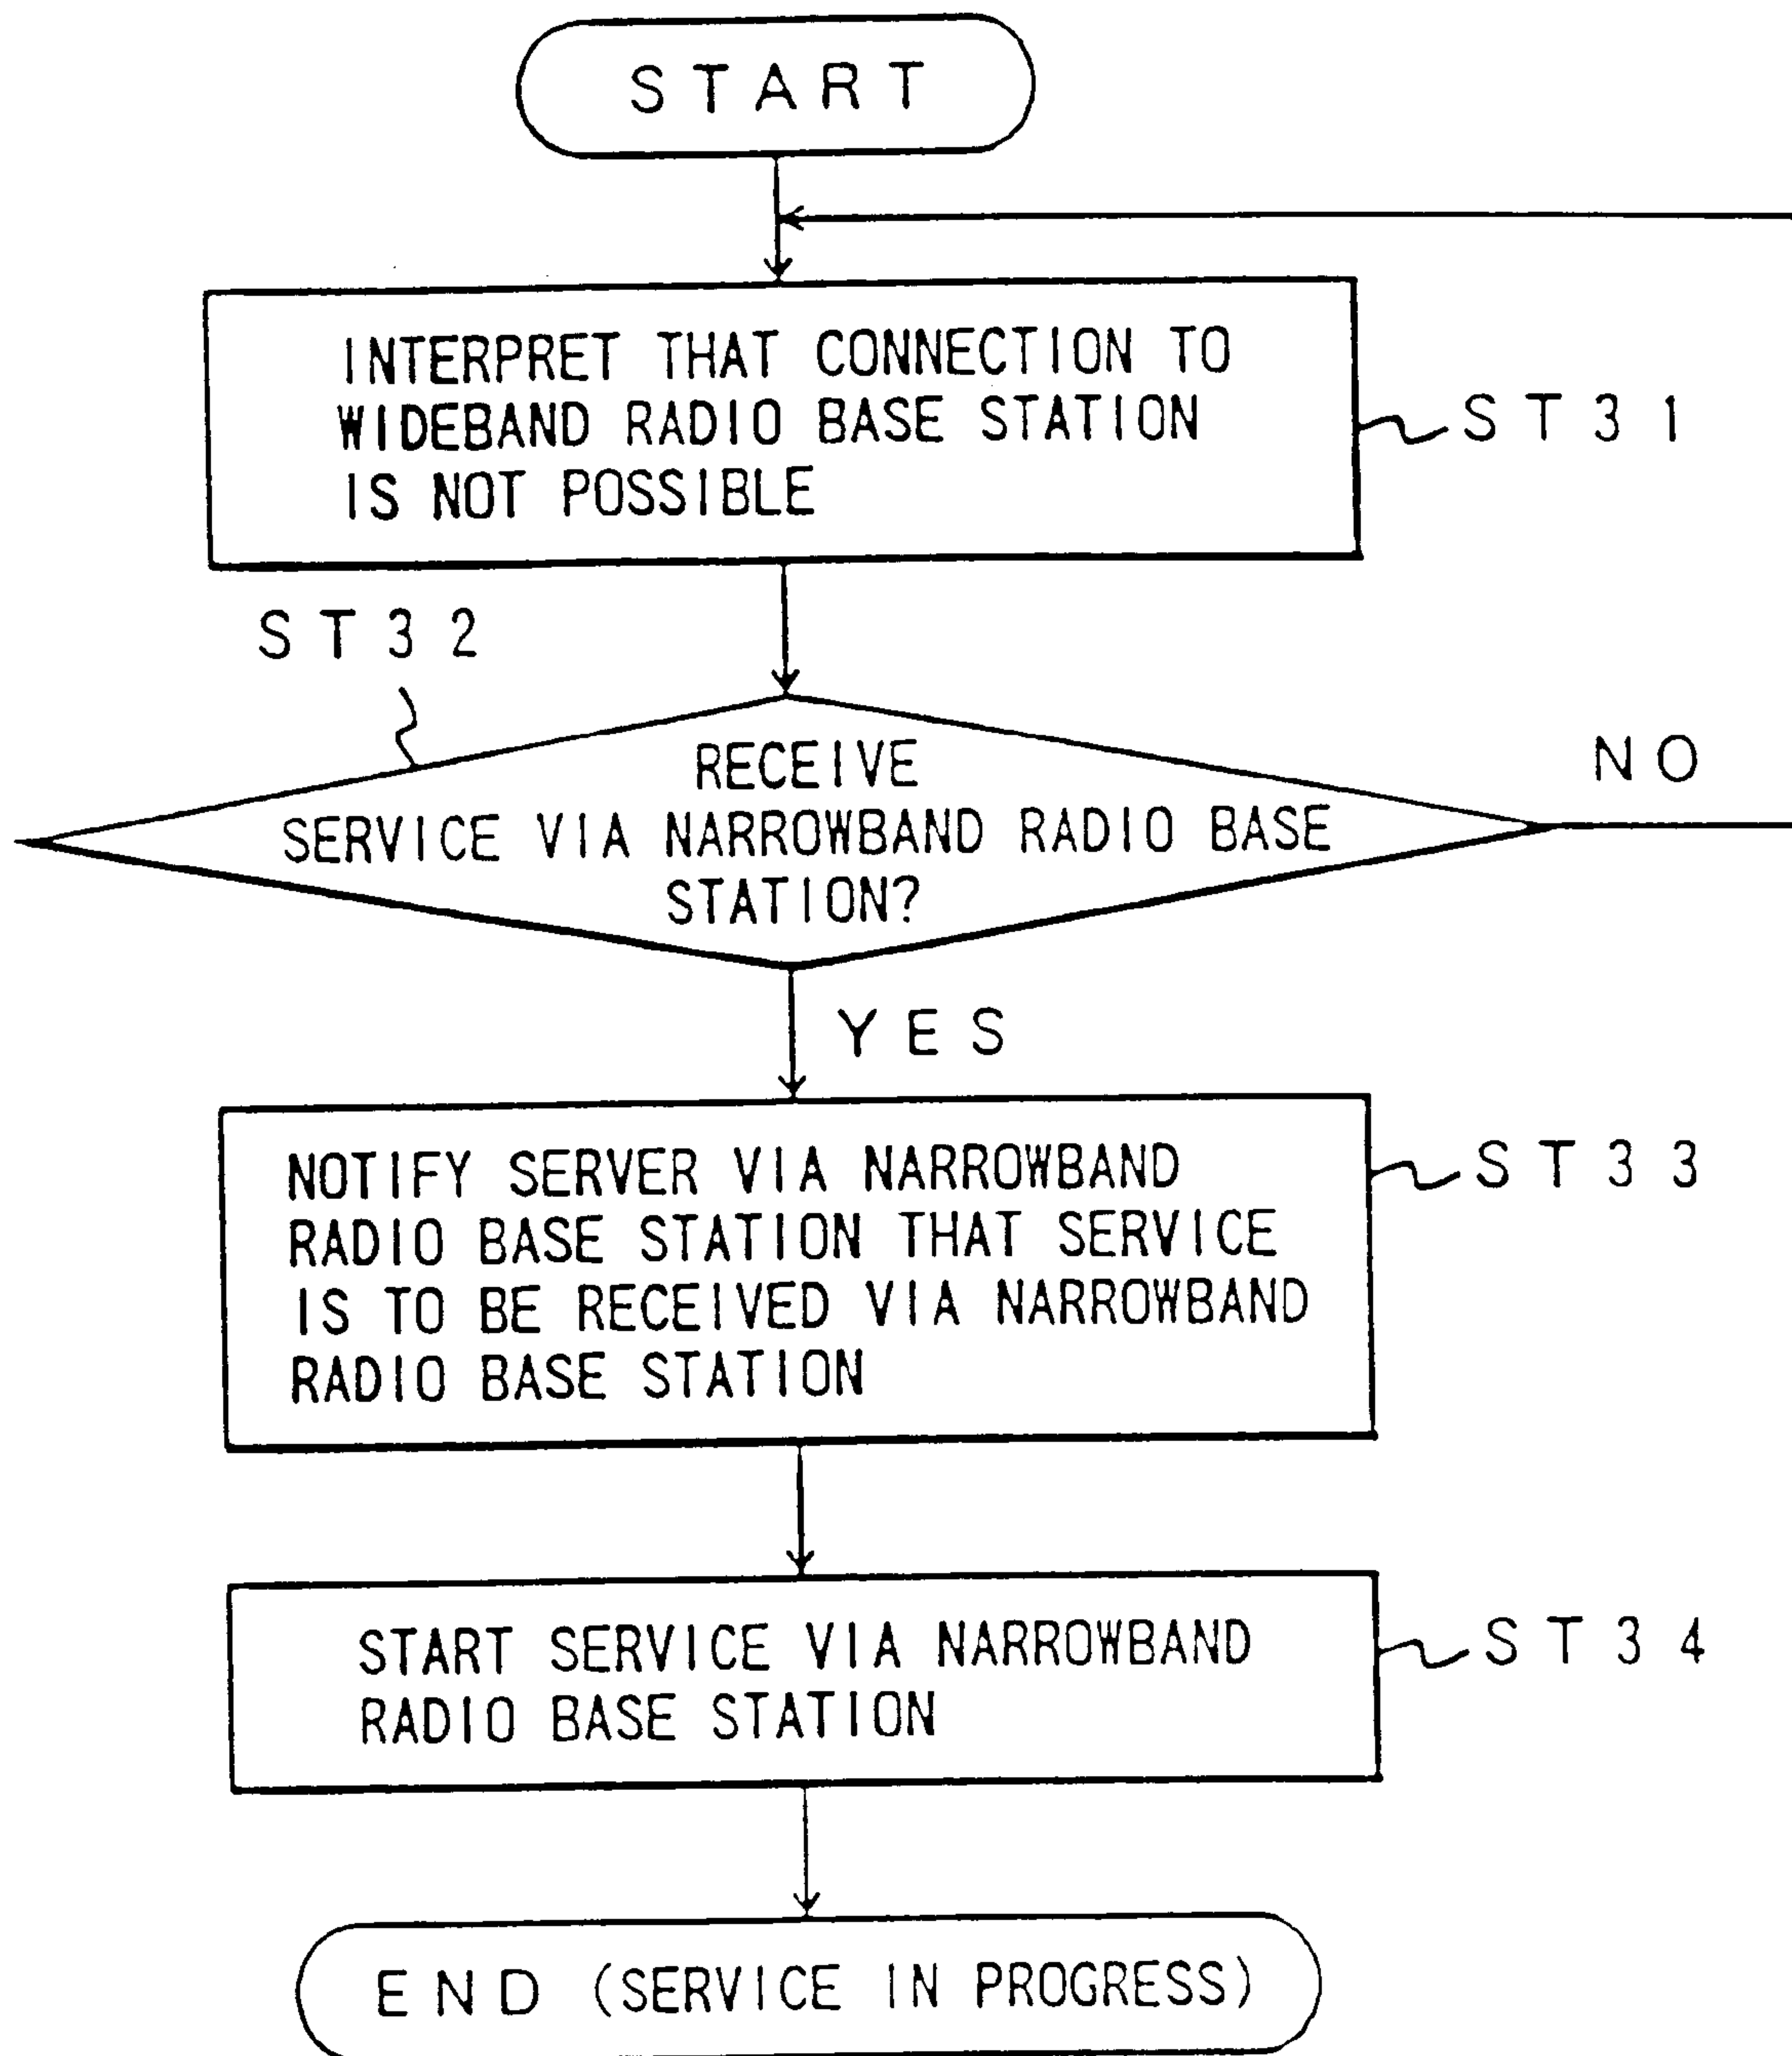 START
INTERPRET THAT CONNECTION TO
WIDEBAND RADIO BASE STATION
IS NOT POSSIBLE
ST31
ST32
RECEIVE
SERVICE VIA NARROWBAND RADIO BASE
STATION?
NO
YES
NOTIFY SERVER VIA NARROWBAND
RADIO BASE STATION THAT SERVICE
IS TO BE RECEIVED VIA NARROWBAND
RADIO BASE STATION
ST33
START SERVICE VIA NARROWBAND
RADIO BASE STATION
ST34
END (SERVICE IN PROGRESS)